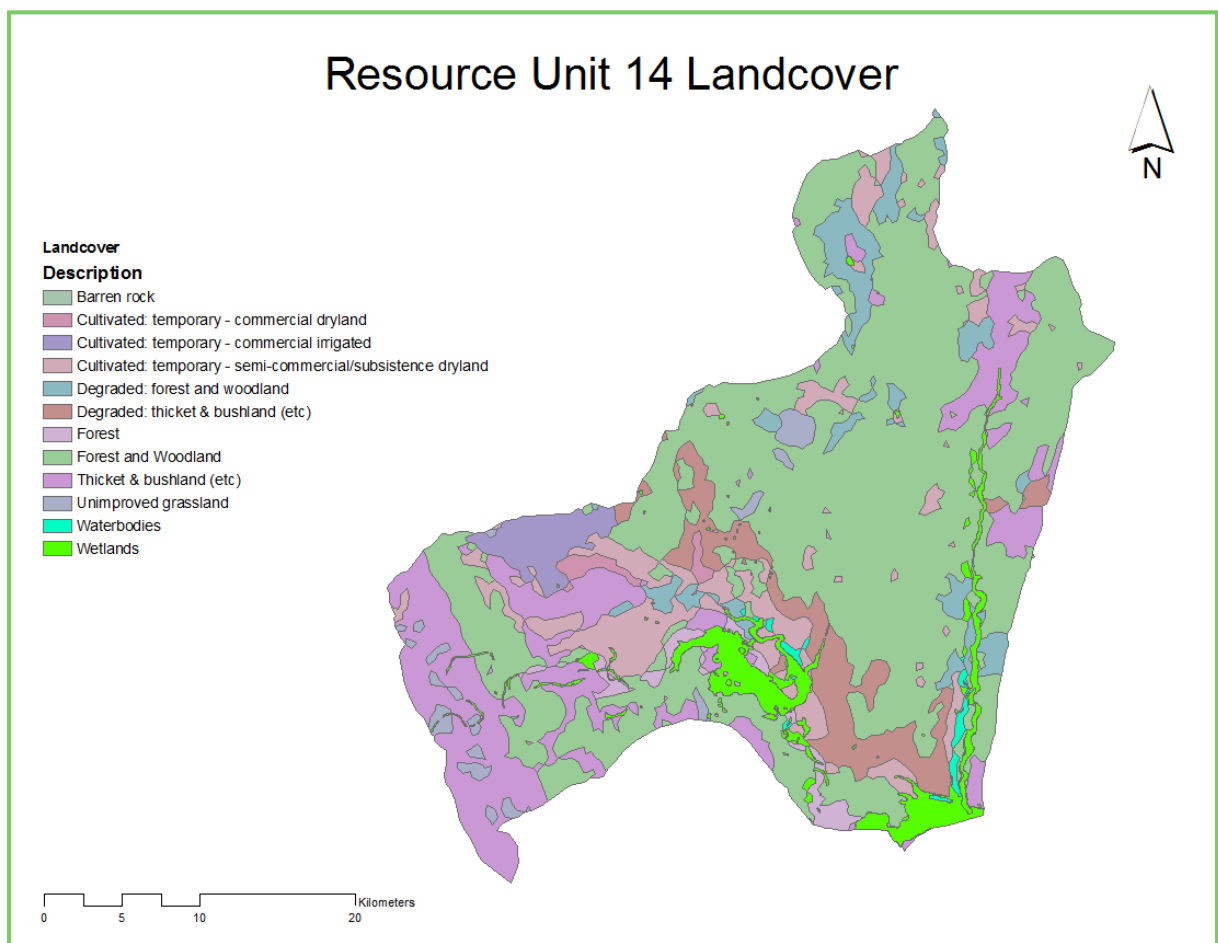 Resource Unit 14 Landcover
N
Landcover
Description
Barren rock
Cultivated: temporary - commercial dryland
Cultivated: temporary - commercial irrigated
Cultivated: temporary - semi-commercial/subsistence dryland
Degraded: forest and woodland
Degraded: thicket & bushland (etc)
Forest
Forest and Woodland
Thicket & bushland (etc)
Unimproved grassland
Waterbodies
Wetlands
Kilometers
0 5 10 20